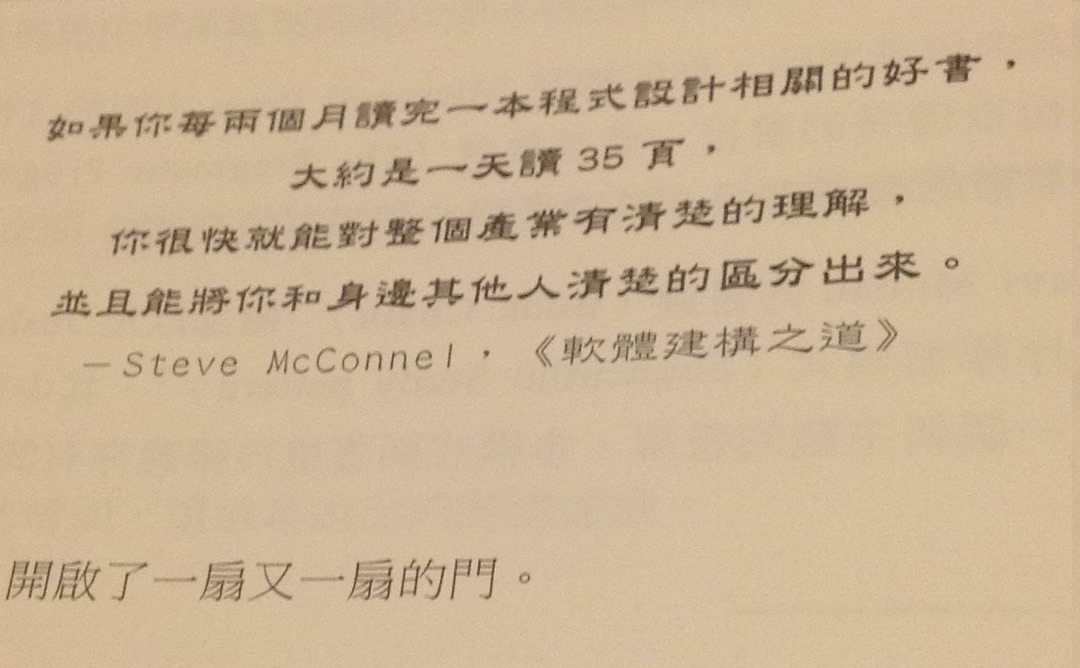 如果你每兩個月讀完一本程式設計相關的好書，
大約是一天讀 35 頁，
你很快就能對整個產業有清楚的理解，
並且能將你和身邊其他人清楚的區分出來。
—Steve McConnel，《軟體建構之道》
開啟了一扇又一扇的門。